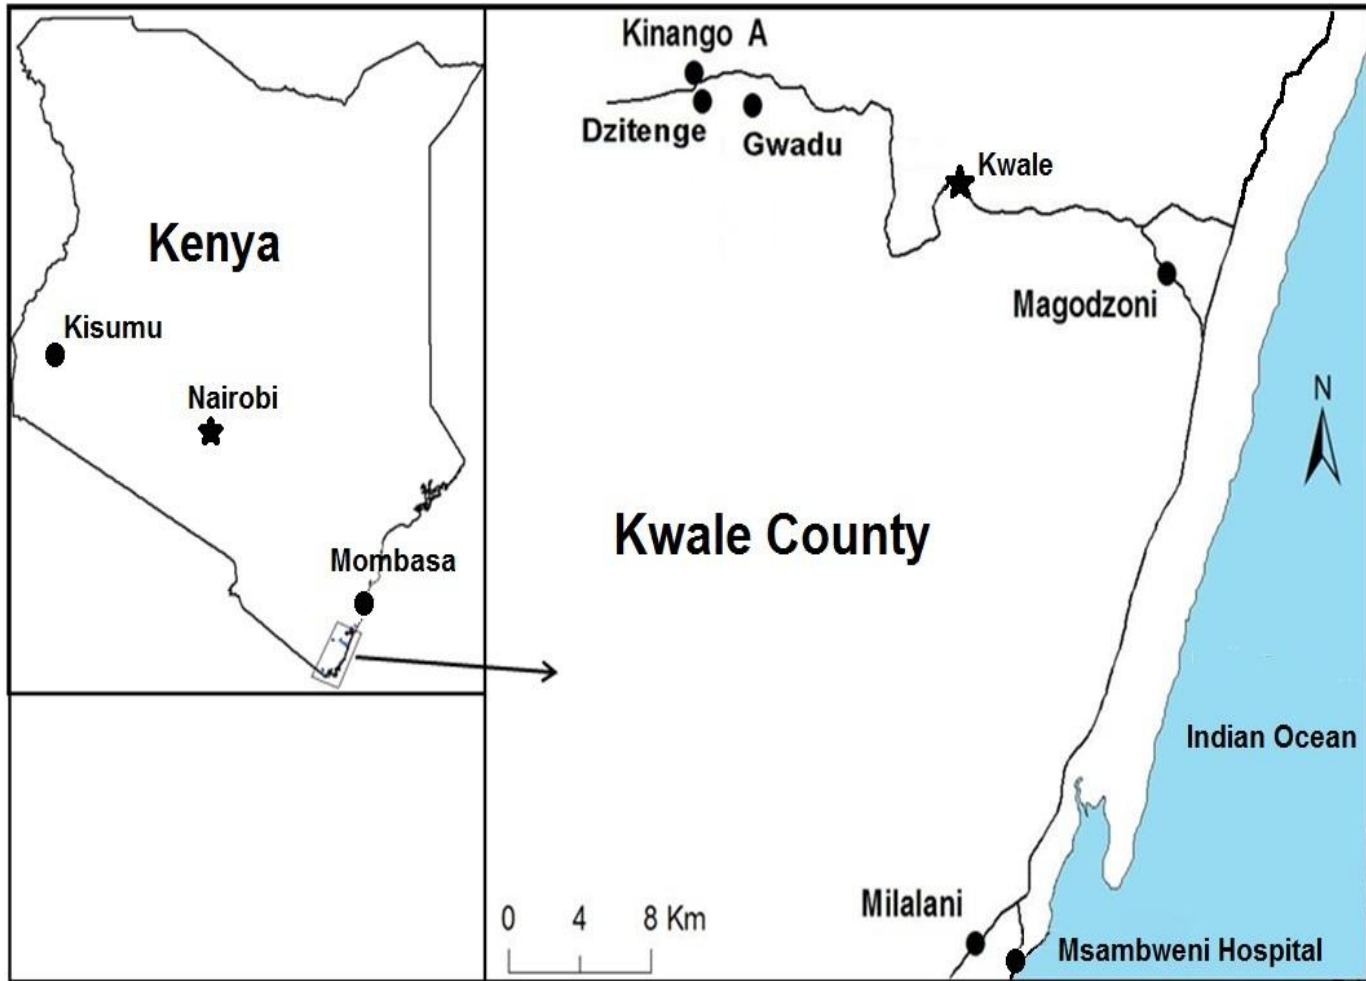 Kenya
Kisumu
Nairobi
Mombasa
Kinango A
Dzitenge
Gwadu
Kwale
Magodzoni
N
Kwale County
Indian Ocean
Milalani
Msambweni Hospital
0 4 8 Km